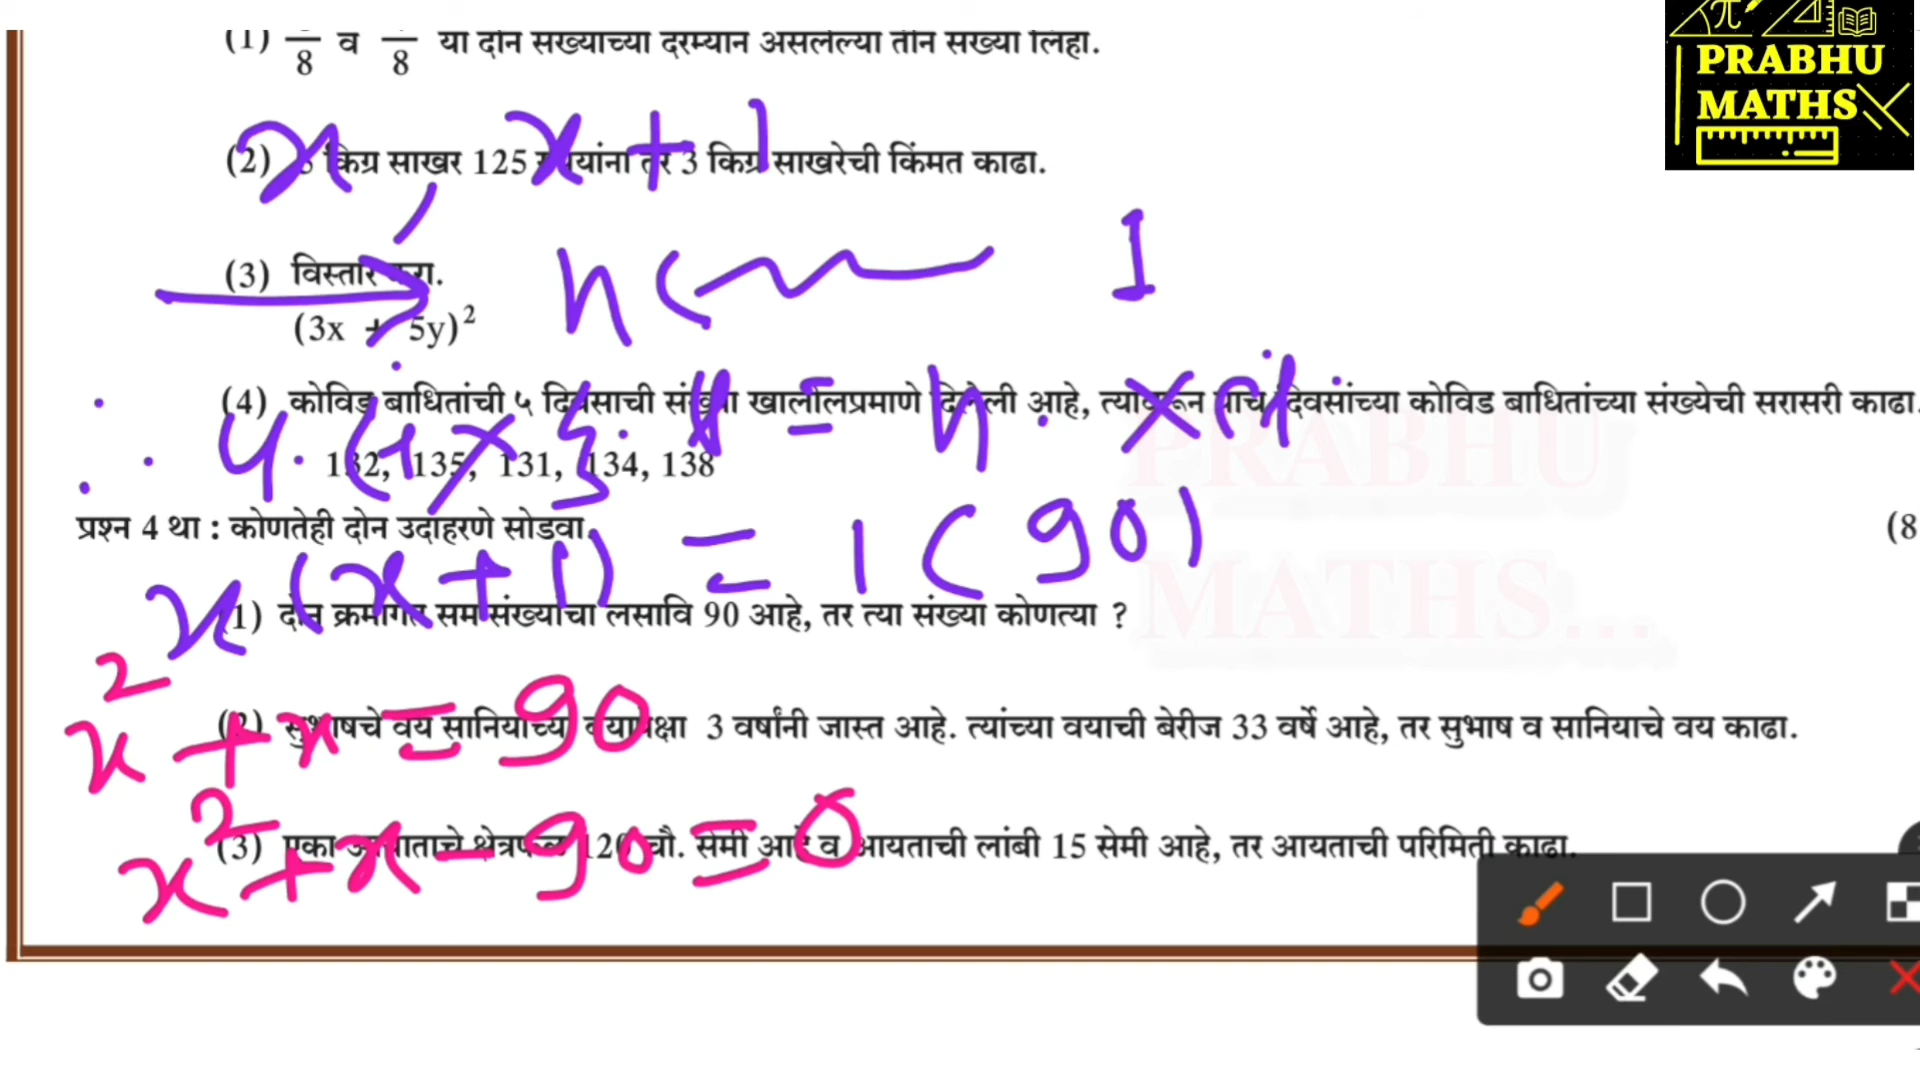 PRABHU
MATHS
(1) 8 व 8 या दोन संख्यांच्या दरम्यान असलेल्या तीन संख्या लिहा.
(2) किग्र साखर 125 तर 3 किग्र साखरेची किंमत काढा.
x, x + 1
(3) विस्तार करा.
(3x + 5y)²
1
(4) कोविड बाधितांची ५ दिवसाची संख्या खालीलप्रमाणे दिलेली आहे, त्यावरून पाच दिवसांच्या कोविड बाधितांच्या संख्येची सरासरी काढा.
132, 135, 131, 134, 138
PRABHU
MATHS...
प्रश्न 4 था : कोणतेही दोन उदाहरणे सोडवा. (8
x(x+1) = 1(90)
(1) दोन क्रमागत सम संख्यांचा लसावि 90 आहे, तर त्या संख्या कोणत्या ?
x² + x = 90
(2) सुभाषचे वय सानियाच्या वयापेक्षा 3 वर्षांनी जास्त आहे. त्यांच्या वयाची बेरीज 33 वर्षे आहे, तर सुभाष व सानियाचे वय काढा.
x² + x - 90 = 0
(3) एका आयताचे क्षेत्रफळ 120 चौ. सेमी आहे व आयताची लांबी 15 सेमी आहे, तर आयताची परिमिती काढा.